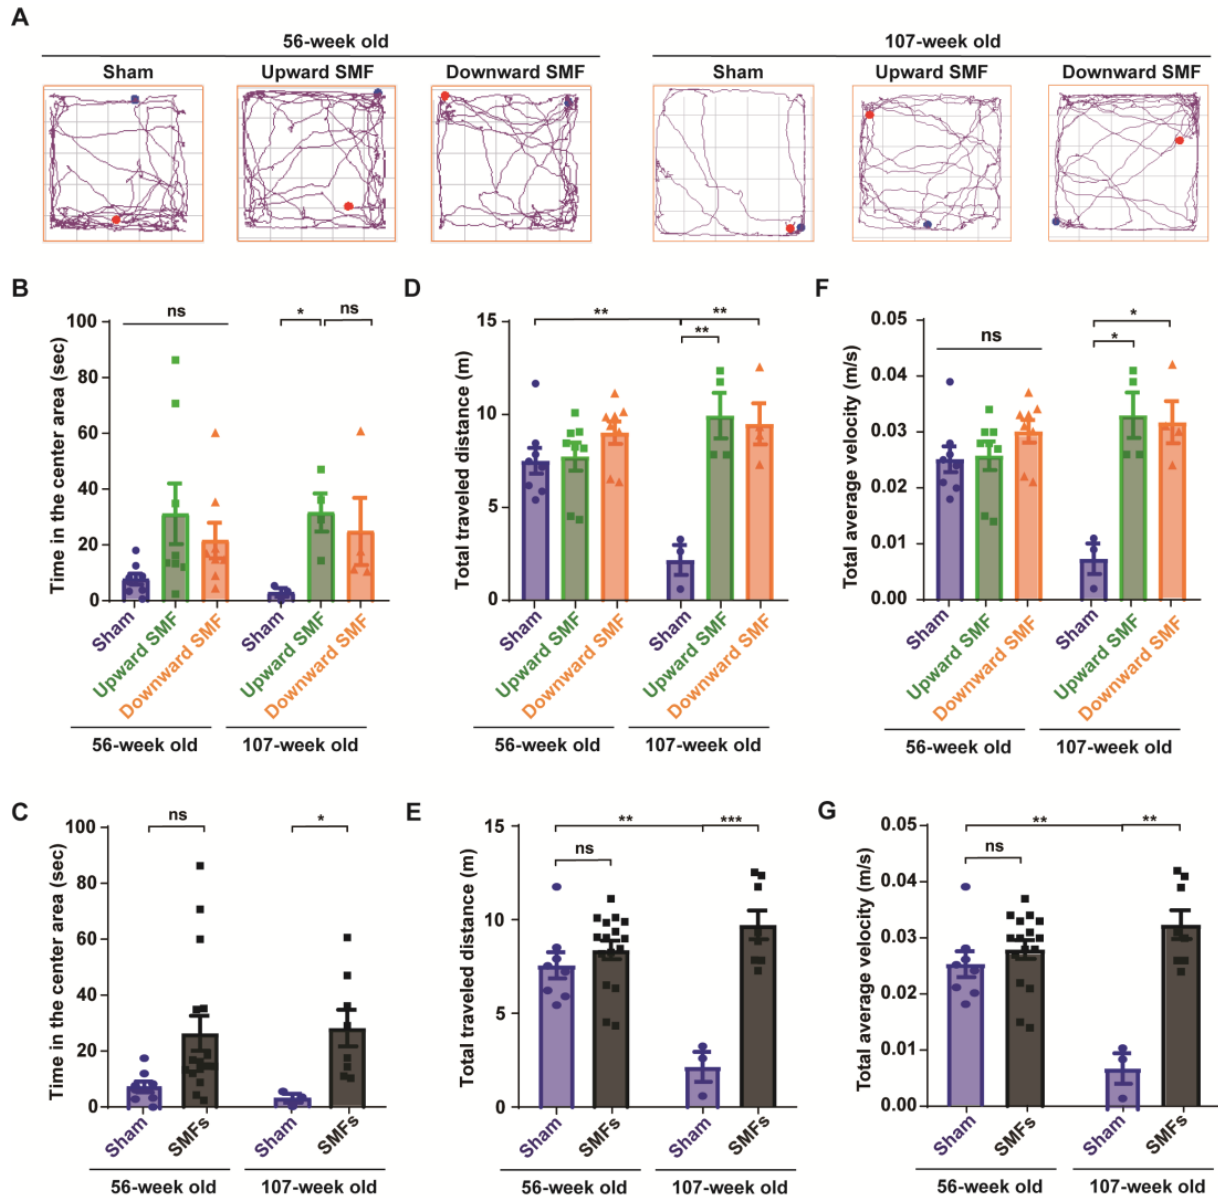 A
56-week old
107-week old
Sham
Upward SMF
Downward SMF
Sham
Upward SMF
Downward SMF
B
Time in the center area (sec)
100
80
60
40
20
0
ns
*
ns
Sham
Upward SMF
Downward SMF
Sham
Upward SMF
Downward SMF
56-week old
107-week old
D
Total traveled distance (m)
15
10
5
0
**
**
**
Sham
Upward SMF
Downward SMF
Sham
Upward SMF
Downward SMF
56-week old
107-week old
F
Total average velocity (m/s)
0.05
0.04
0.03
0.02
0.01
0.00
ns
*
*
Sham
Upward SMF
Downward SMF
Sham
Upward SMF
Downward SMF
56-week old
107-week old
C
Time in the center area (sec)
100
80
60
40
20
0
ns
*
Sham
SMFs
Sham
SMFs
56-week old
107-week old
E
Total traveled distance (m)
15
10
5
0
**
***
ns
Sham
SMFs
Sham
SMFs
56-week old
107-week old
G
Total average velocity (m/s)
0.05
0.04
0.03
0.02
0.01
0.00
**
**
ns
Sham
SMFs
Sham
SMFs
56-week old
107-week old